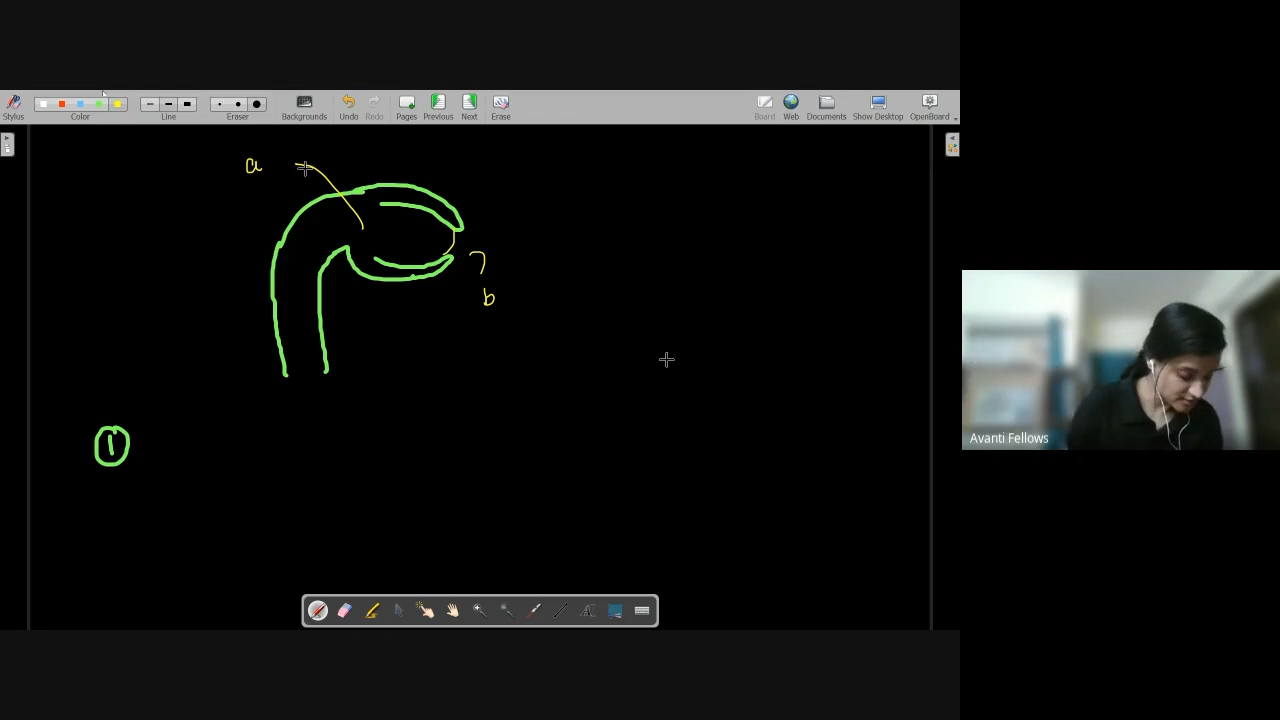 Stylus
Color
Line
Eraser
Backgrounds
Undo
Redo
Pages
Previous
Next
Erase
Board
Web
Documents
Show Desktop
OpenBoard
a
b
1
Avanti Fellows